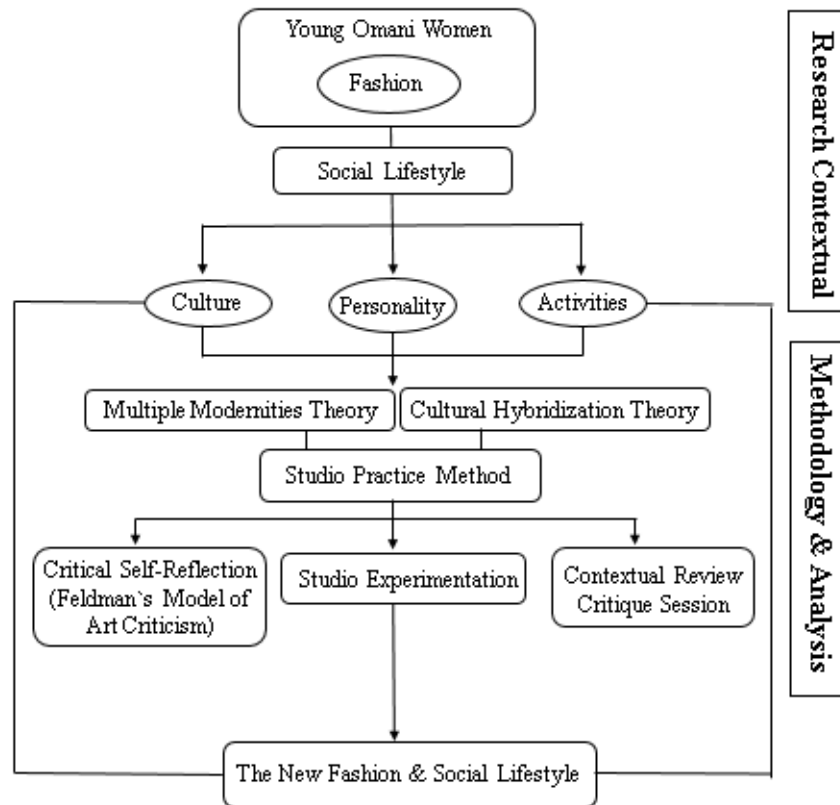 Young Omani Women
Fashion
Social Lifestyle
Culture
Personality
Activities
Multiple Modernities Theory
Cultural Hybridization Theory
Studio Practice Method
Critical Self-Reflection
(Feldman`s Model of
Art Criticism)
Studio Experimentation
Contextual Review
Critique Session
The New Fashion & Social Lifestyle
Research Contextual
Methodology & Analysis